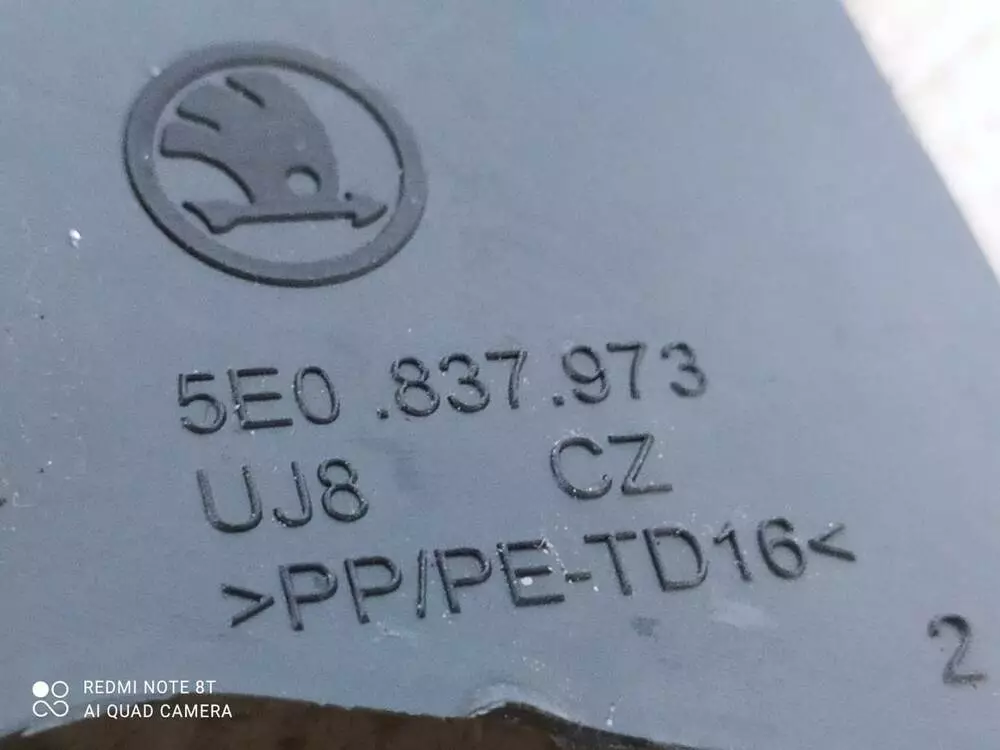 5E0 .837 .973
UJ8 CZ
>PP/PE-TD16<
2
REDMI NOTE 8T
AI QUAD CAMERA